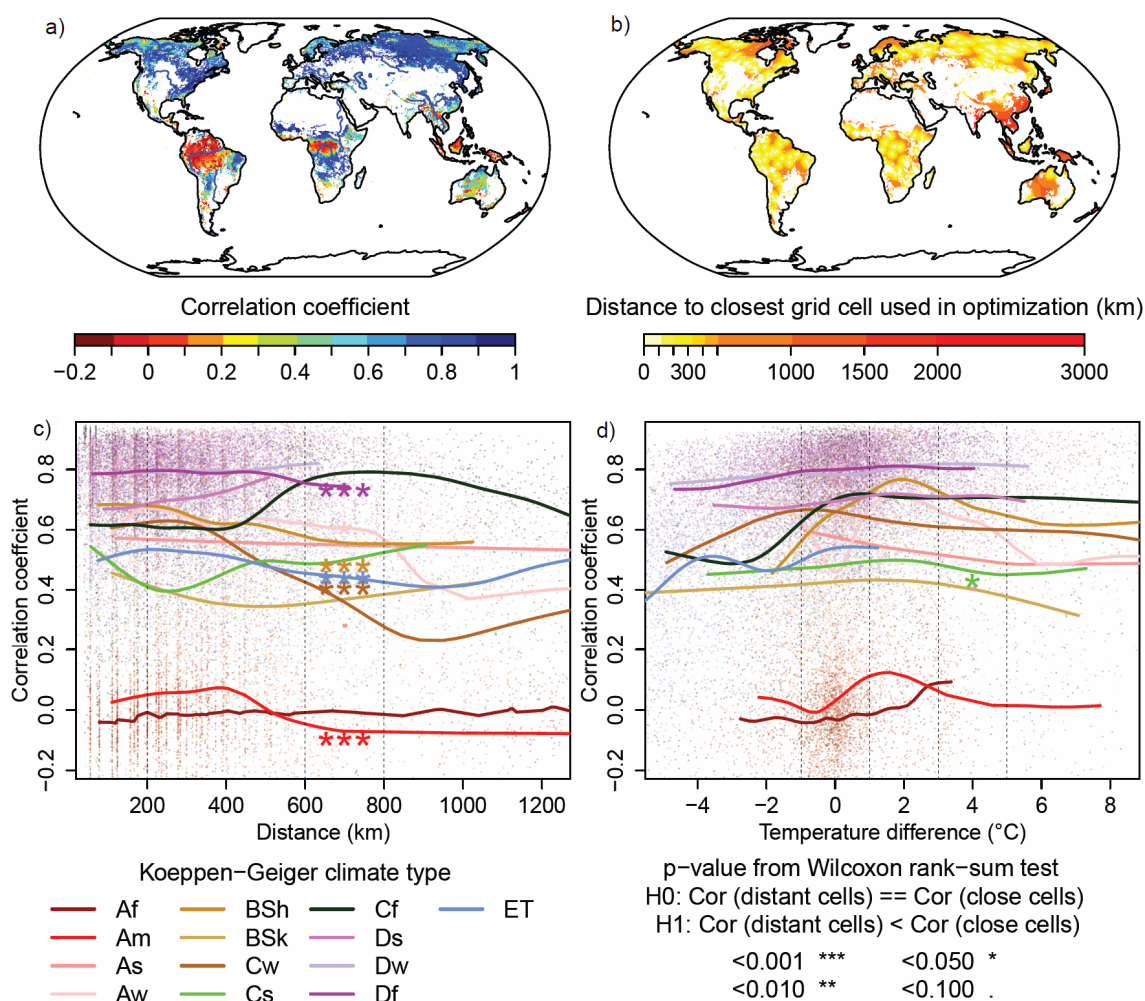 a)
b)
Correlation coefficient
Distance to closest grid cell used in optimization (km)
−0.2 0 0.2 0.4 0.6 0.8 1
0 300 1000 1500 2000 3000
c)
d)
Correlation coeffcient
0.8
0.6
0.4
0.2
0.0
−0.2
***
***
***
***
***
.
200 400 600 800 1000 1200
Distance (km)
Correlation coeffcient
0.8
0.6
0.4
0.2
0.0
−0.2
*
−4 −2 0 2 4 6 8
Temperature difference (°C)
Koeppen−Geiger climate type
Af BSh Cf ET
Am BSk Ds
As Cw Dw
Aw Cs Df
p−value from Wilcoxon rank−sum test
H0: Cor (distant cells) == Cor (close cells)
H1: Cor (distant cells) < Cor (close cells)
<0.001 *** <0.050 *
<0.010 ** <0.100 .